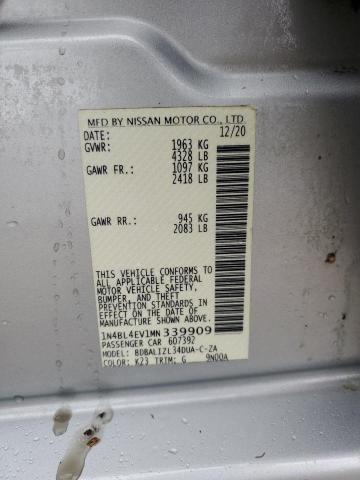 MFD BY NISSAN MOTOR CO., LTD
DATE: 12/20
GVWR: 1963 KG
4328 LB
GAWR FR.: 1097 KG
2418 LB
GAWR RR.: 945 KG
2083 LB
THIS VEHICLE CONFORMS TO
ALL APPLICABLE FEDERAL
MOTOR VEHICLE SAFETY,
BUMPER, AND THEFT
PREVENTION STANDARDS
IN EFFECT ON THE DATE OF
MANUFACTURE SHOWN ABOVE.
1N4BL4EV1MN 339909
PASSENGER CAR 607392
MODEL: BDBALIZL34DUA-C-ZA
COLOR: K23 TRIM: G 9N00A